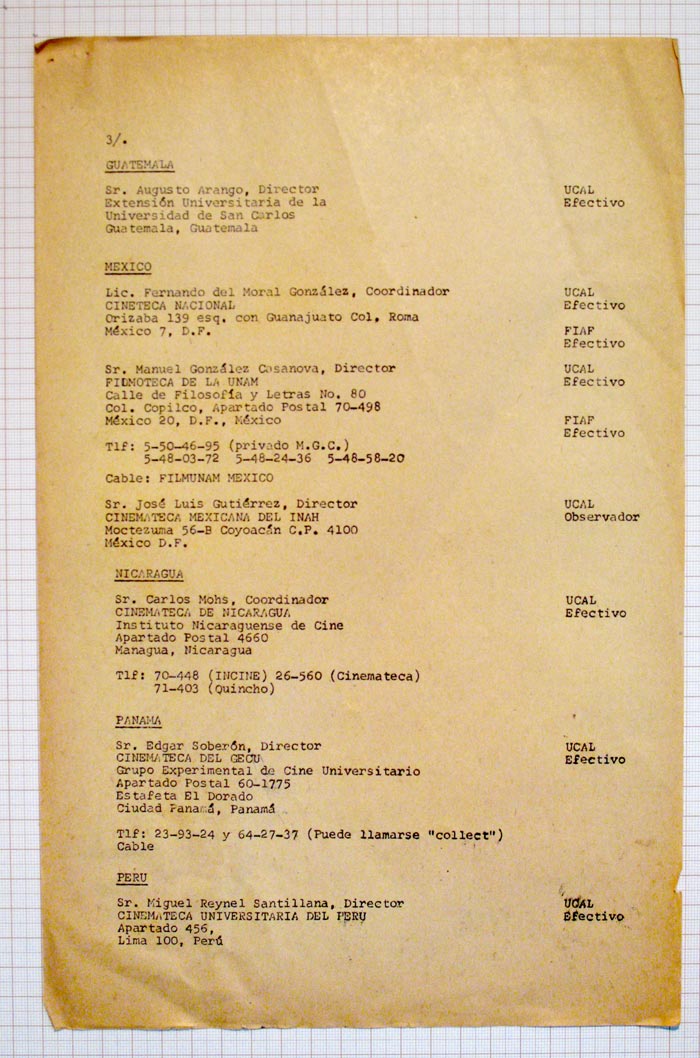 3/.
GUATEMALA
Sr. Augusto Arango, Director UCAL
Extensión Universitaria de la Efectivo
Universidad de San Carlos
Guatemala, Guatemala
MEXICO
Lic. Fernando del Moral González, Coordinador UCAL
CINETECA NACIONAL Efectivo
Orizaba 139 esq. con Guanajuato Col, Roma
México 7, D.F. FIAF
Efectivo
Sr. Manuel González Casanova, Director UCAL
FILMOTECA DE LA UNAM Efectivo
Calle de Filosofía y Letras No. 80
Col. Copilco, Apartado Postal 70-498
México 20, D.F., México FIAF
Efectivo
Tlf: 5-50-46-95 (privado M.G.C.)
5-48-03-72 5-48-24-36 5-48-58-20
Cable: FILMUNAM MEXICO
Sr. José Luis Gutiérrez, Director UCAL
CINEMATECA MEXICANA DEL INAH Observador
Moctezuma 56-B Coyoacán C.P. 4100
México D.F.
NICARAGUA
Sr. Carlos Mohs, Coordinador UCAL
CINEMATECA DE NICARAGUA Efectivo
Instituto Nicaraguense de Cine
Apartado Postal 4660
Managua, Nicaragua
Tlf: 70-448 (INCINE) 26-560 (Cinemateca)
71-403 (Quincho)
PANAMA
Sr. Edgar Soberón, Director UCAL
CINEMATECA DEL GECU Efectivo
Grupo Experimental de Cine Universitario
Apartado Postal 60-1775
Estafeta El Dorado
Ciudad Panamá, Panamá
Tlf: 23-93-24 y 64-27-37 (Puede llamarse "collect")
Cable
PERU
Sr. Miguel Reynel Santillana, Director UCAL
CINEMATECA UNIVERSITARIA DEL PERU Efectivo
Apartado 456,
Lima 100, Perú